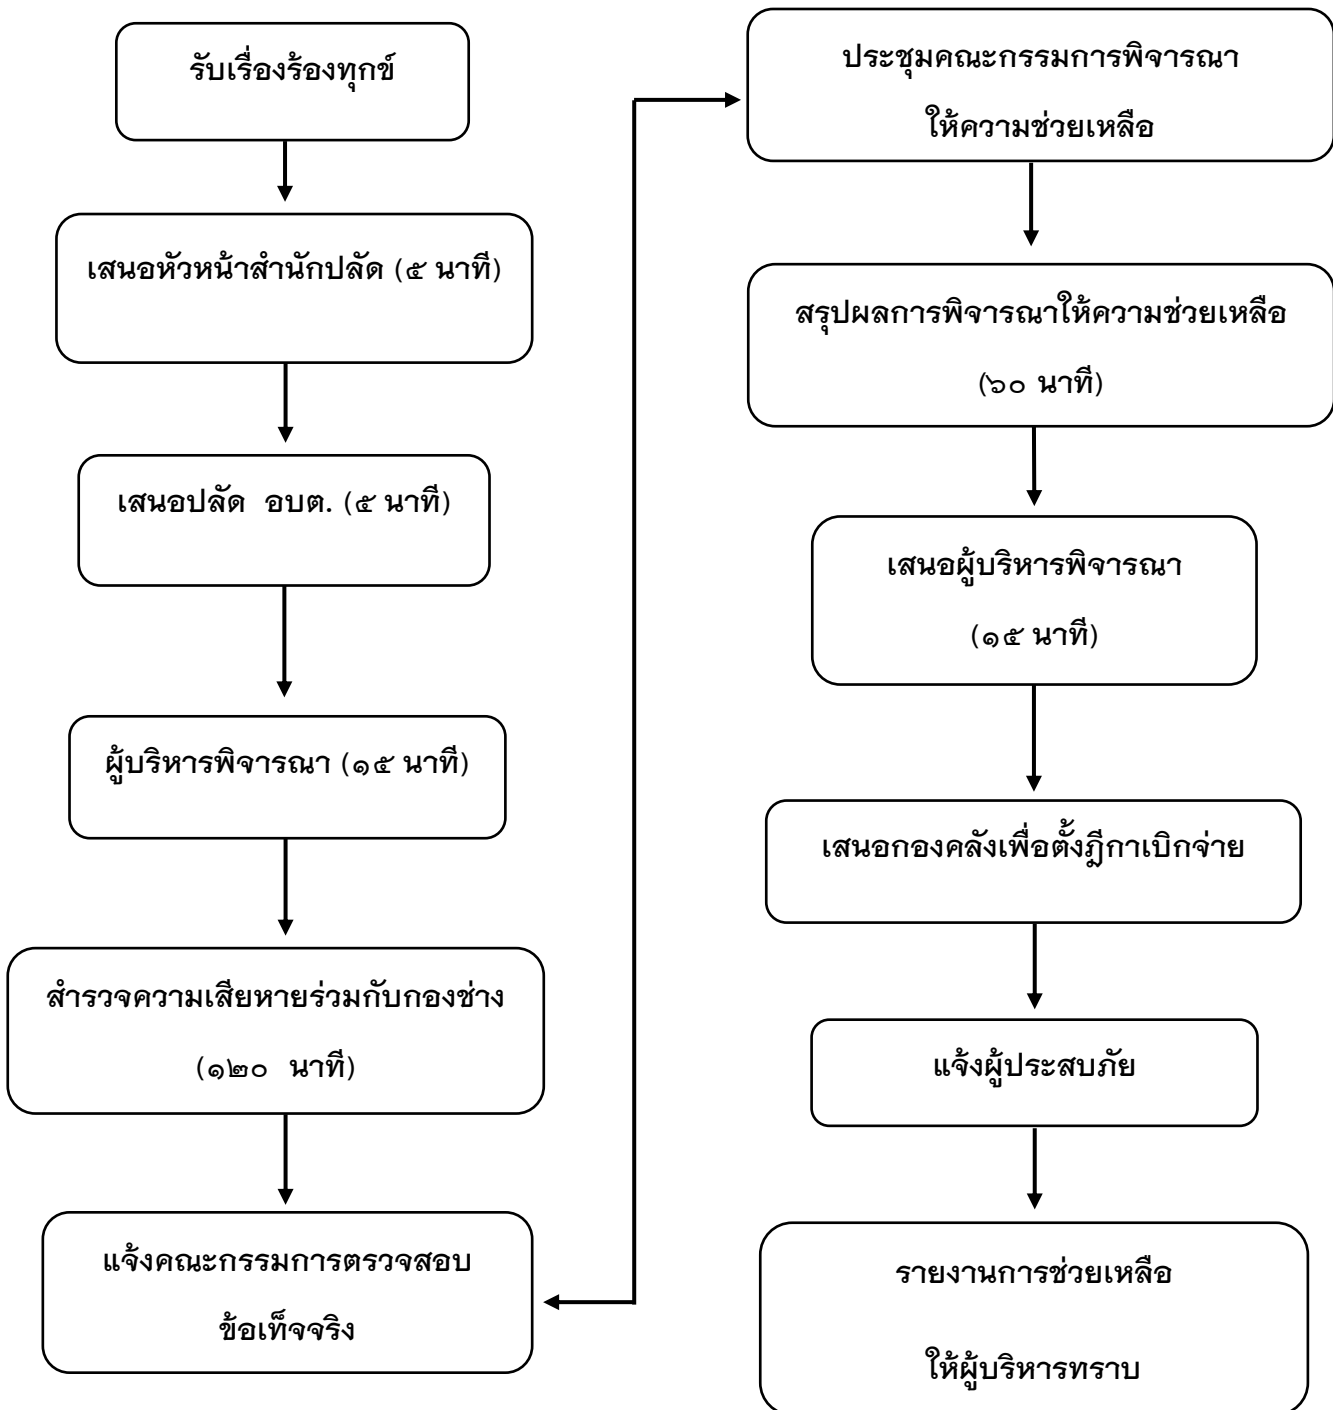 รับเรื่องร้องทุกข์
เสนอหัวหน้าสำนักปลัด (๕ นาที)
เสนอปลัด อบต. (๕ นาที)
ผู้บริหารพิจารณา (๑๕ นาที)
สำรวจความเสียหายร่วมกับกองช่าง
(๑๒๐ นาที)
แจ้งคณะกรรมการตรวจสอบ
ข้อเท็จจริง
ประชุมคณะกรรมการพิจารณา
ให้ความช่วยเหลือ
สรุปผลการพิจารณาให้ความช่วยเหลือ
(๖๐ นาที)
เสนอผู้บริหารพิจารณา
(๑๕ นาที)
เสนอกองคลังเพื่อตั้งฎีกาเบิกจ่าย
แจ้งผู้ประสบภัย
รายงานการช่วยเหลือ
ให้ผู้บริหารทราบ